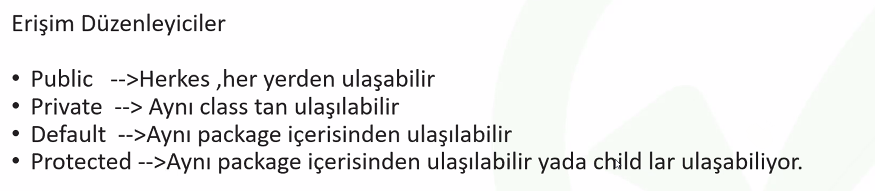 Erişim Düzenleyiciler
• Public -->Herkes ,her yerden ulaşabilir
• Private --> Aynı class tan ulaşılabilir
• Default -->Aynı package içerisinden ulaşılabilir
• Protected -->Aynı package içerisinden ulaşılabilir yada child lar ulaşabiliyor.